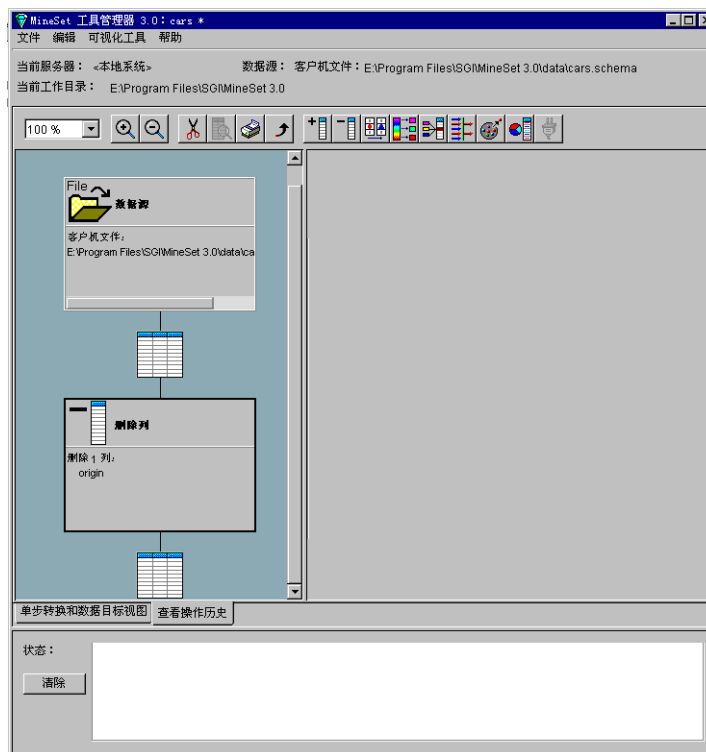 MineSet 工具管理器 3.0：cars *
文件 编辑 可视化工具 帮助
当前服务器： <本地系统> 数据源： 客户机文件：E:\Program Files\SGI\MineSet 3.0\data\cars.schema
当前工作目录： E:\Program Files\SGI\MineSet 3.0
100 %
File
数据源
客户机文件：
E:\Program Files\SGI\MineSet 3.0\data\ca
删除列
删除 1 列：
origin
单步转换和数据目标视图 查看操作历史
状态：
清除